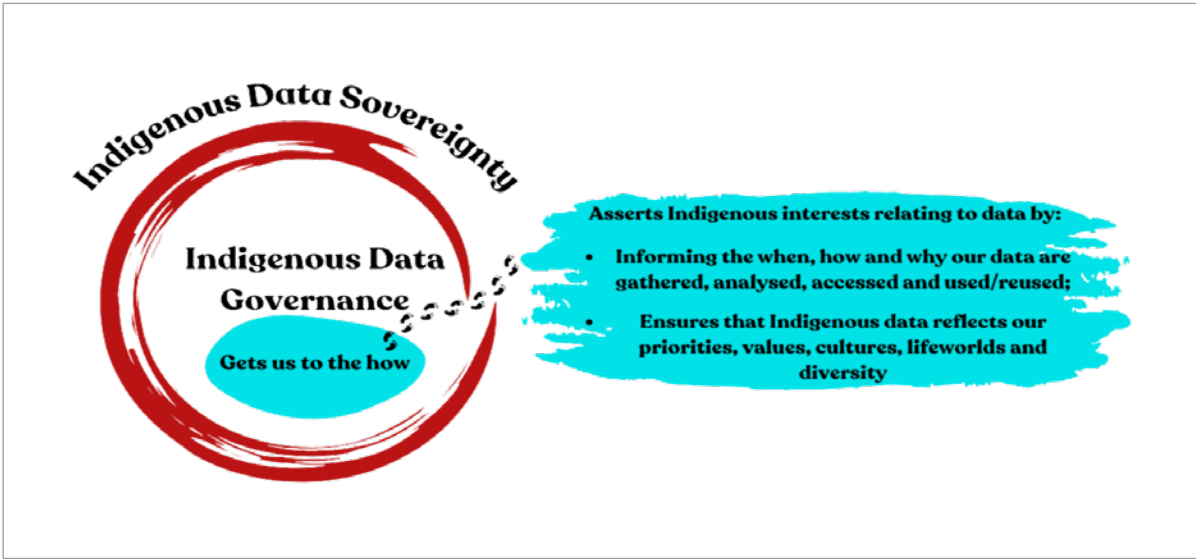 Indigenous Data Sovereignty
Indigenous Data
Governance
Gets us to the how
Asserts Indigenous interests relating to data by:
• Informing the when, how and why our data are
gathered, analysed, accessed and used/reused;
• Ensures that Indigenous data reflects our
priorities, values, cultures, lifeworlds and
diversity